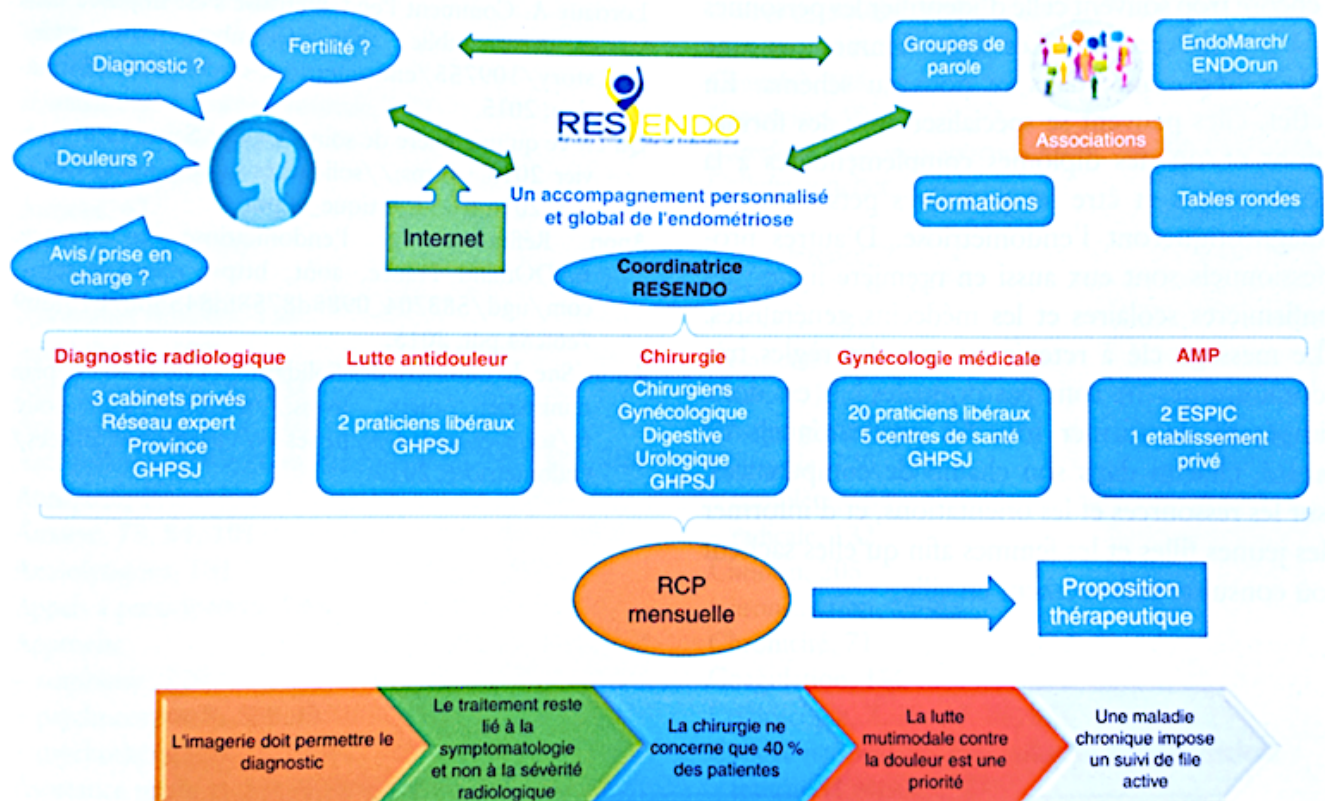 Fertilité ?
Diagnostic ?
Douleurs ?
Avis/prise en
charge ?
RESENDO
Un accompagnement personnalisé
et global de l'endométriose
Internet
Groupes de
parole
EndoMarch/
ENDOrun
Associations
Formations
Tables rondes
Coordinatrice
RESENDO
Diagnostic radiologique
3 cabinets privés
Réseau expert
Province
GHPSJ
Lutte antidouleur
2 praticiens libéraux
GHPSJ
Chirurgie
Chirurgiens
Gynécologique
Digestive
Urologique
GHPSJ
Gynécologie médicale
20 praticiens libéraux
5 centres de santé
GHPSJ
AMP
2 ESPIC
1 etablissement
privé
RCP
mensuelle
Proposition
thérapeutique
L'imagerie doit permettre le
diagnostic
Le traitement reste
lié à la
symptomatologie
et non à la sévèrité
radiologique
La chirurgie ne
concerne que 40 %
des patientes
La lutte
mutimodale contre
la douleur est une
priorité
Une maladie
chronique impose
un suivi de file
active